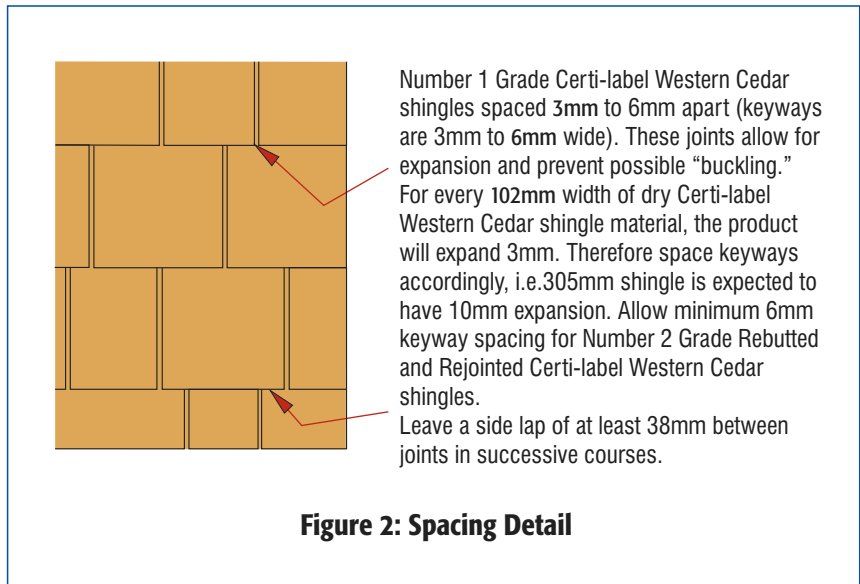 Number 1 Grade Certi-label Western Cedar
shingles spaced 3mm to 6mm apart (keyways
are 3mm to 6mm wide). These joints allow for
expansion and prevent possible “buckling.”
For every 102mm width of dry Certi-label
Western Cedar shingle material, the product
will expand 3mm. Therefore space keyways
accordingly, i.e.305mm shingle is expected to
have 10mm expansion. Allow minimum 6mm
keyway spacing for Number 2 Grade Rebutted
and Rejointed Certi-label Western Cedar
shingles.
Leave a side lap of at least 38mm between
joints in successive courses.
Figure 2: Spacing Detail